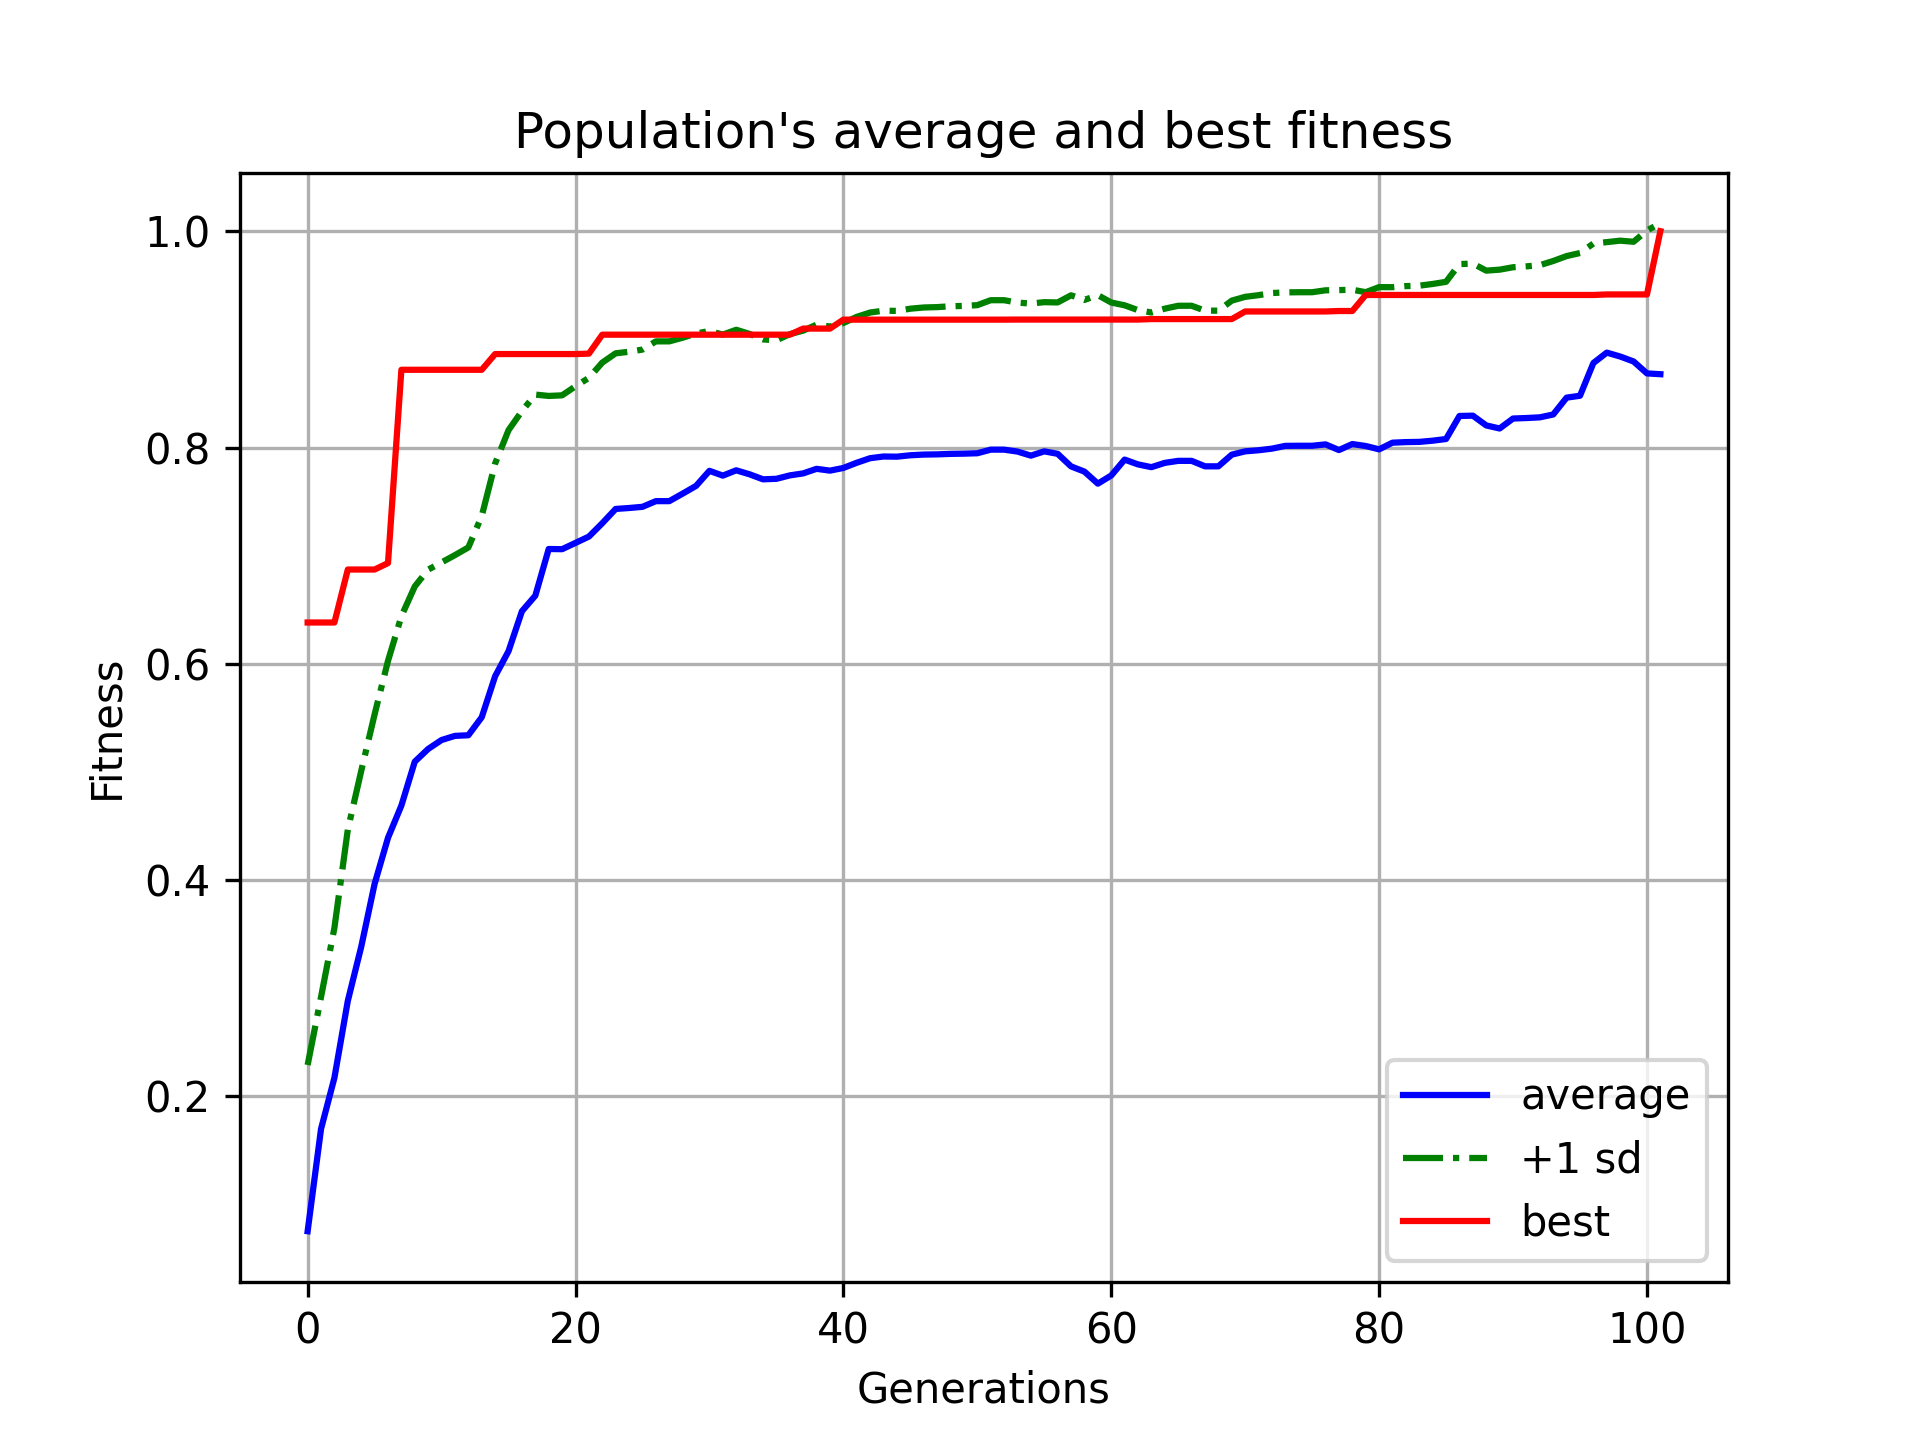 Population's average and best fitness
1.0
0.8
0.6
0.4
0.2
Fitness
average
+1 sd
best
0 20 40 60 80 100
Generations